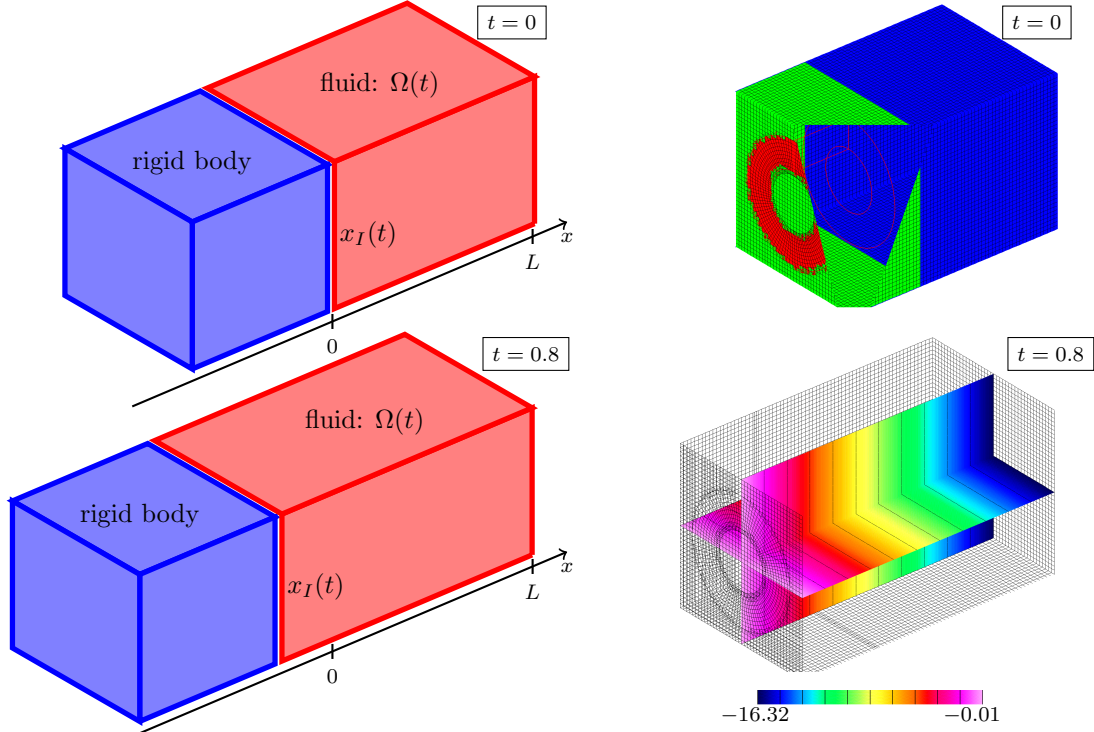 t = 0
fluid: Ω(t)
rigid body
x_I(t)
x
L
0
t = 0
t = 0.8
fluid: Ω(t)
rigid body
x_I(t)
x
L
0
t = 0.8
−16.32
−0.01